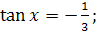 tan x = −1/3;